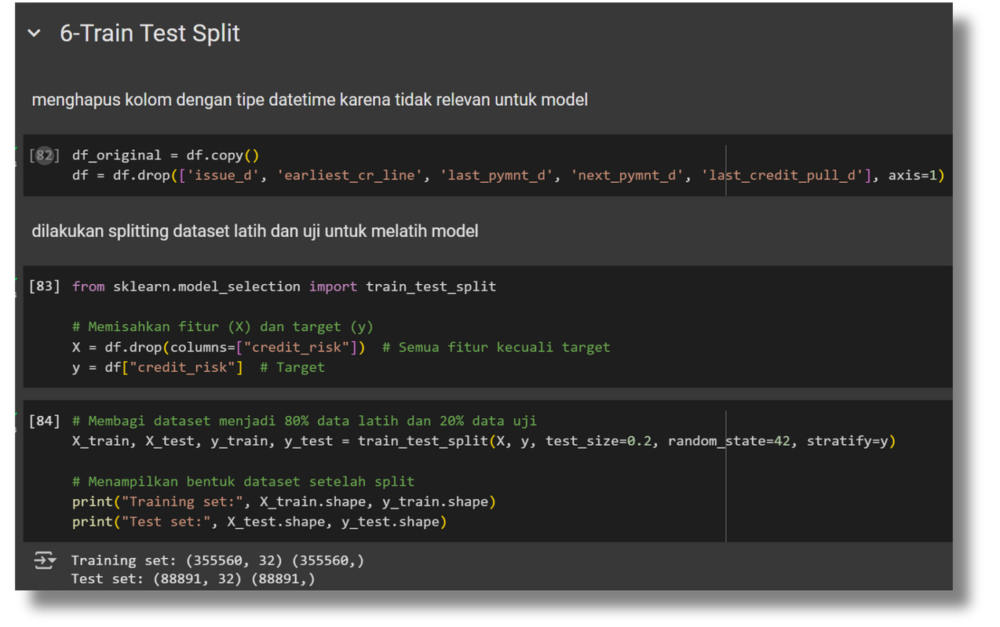 6-Train Test Split
menghapus kolom dengan tipe datetime karena tidak relevan untuk model
[82] df_original = df.copy()
df = df.drop(['issue_d', 'earliest_cr_line', 'last_pymnt_d', 'next_pymnt_d', 'last_credit_pull_d'], axis=1)
dilakukan splitting dataset latih dan uji untuk melatih model
[83] from sklearn.model_selection import train_test_split
# Memisahkan fitur (X) dan target (y)
X = df.drop(columns=["credit_risk"])  # Semua fitur kecuali target
y = df["credit_risk"]  # Target
[84] # Membagi dataset menjadi 80% data latih dan 20% data uji
X_train, X_test, y_train, y_test = train_test_split(X, y, test_size=0.2, random_state=42, stratify=y)
# Menampilkan bentuk dataset setelah split
print("Training set:", X_train.shape, y_train.shape)
print("Test set:", X_test.shape, y_test.shape)
Training set: (355560, 32) (355560,)
Test set: (88891, 32) (88891,)